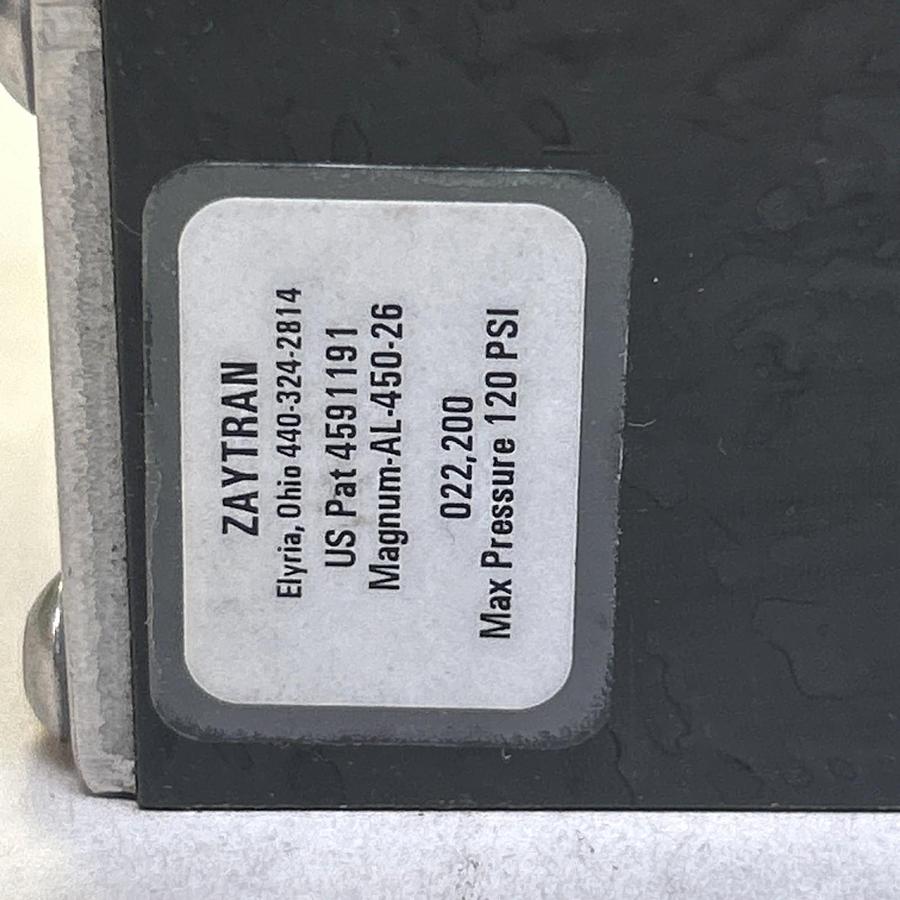 ZAYTRAN
Elyria, Ohio 440-324-2814
US Pat 4591191
Magnum-AL-450-26
022,200
Max Pressure 120 PSI